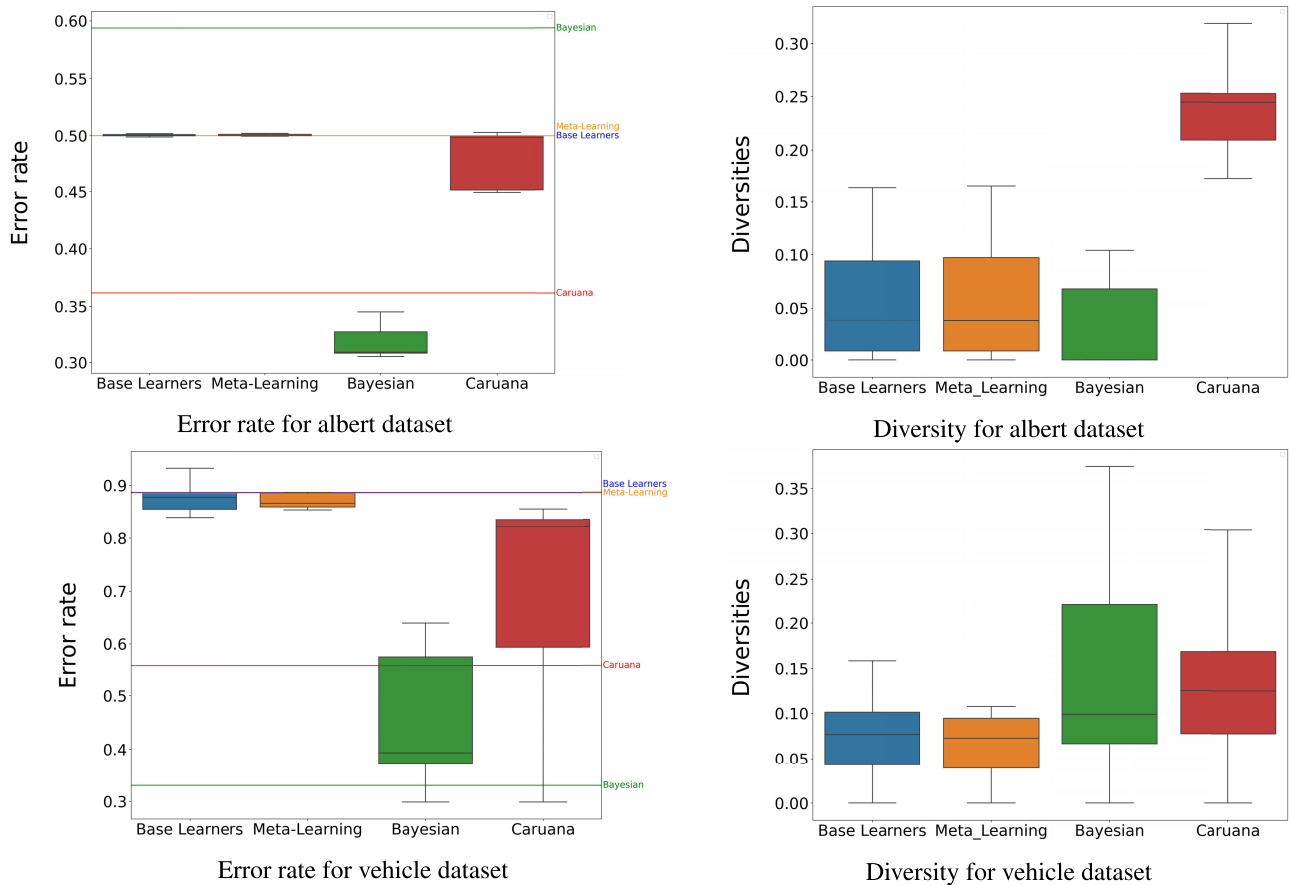 0.60
0.55
0.50
0.45
0.40
0.35
0.30
Error rate
Bayesian
Meta-Learning
Base Learners
Caruana
Base Learners Meta-Learning Bayesian Caruana
Error rate for albert dataset
0.30
0.25
0.20
0.15
0.10
0.05
0.00
Diversities
Base Learners Meta_Learning Bayesian Caruana
Diversity for albert dataset
0.9
0.8
0.7
0.6
0.5
0.4
0.3
Error rate
Base Learners
Meta-Learning
Caruana
Bayesian
Base Learners Meta-Learning Bayesian Caruana
Error rate for vehicle dataset
0.35
0.30
0.25
0.20
0.15
0.10
0.05
0.00
Diversities
Base Learners Meta_Learning Bayesian Caruana
Diversity for vehicle dataset